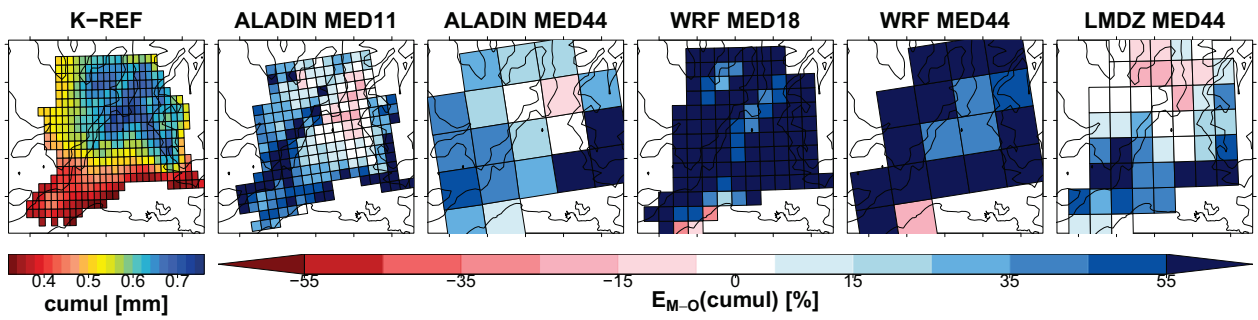 K-REF ALADIN MED11 ALADIN MED44 WRF MED18 WRF MED44 LMDZ MED44
0.4 0.5 0.6 0.7 −55 −35 −15 0 15 35 55
cumul [mm] E_M−O(cumul) [%]